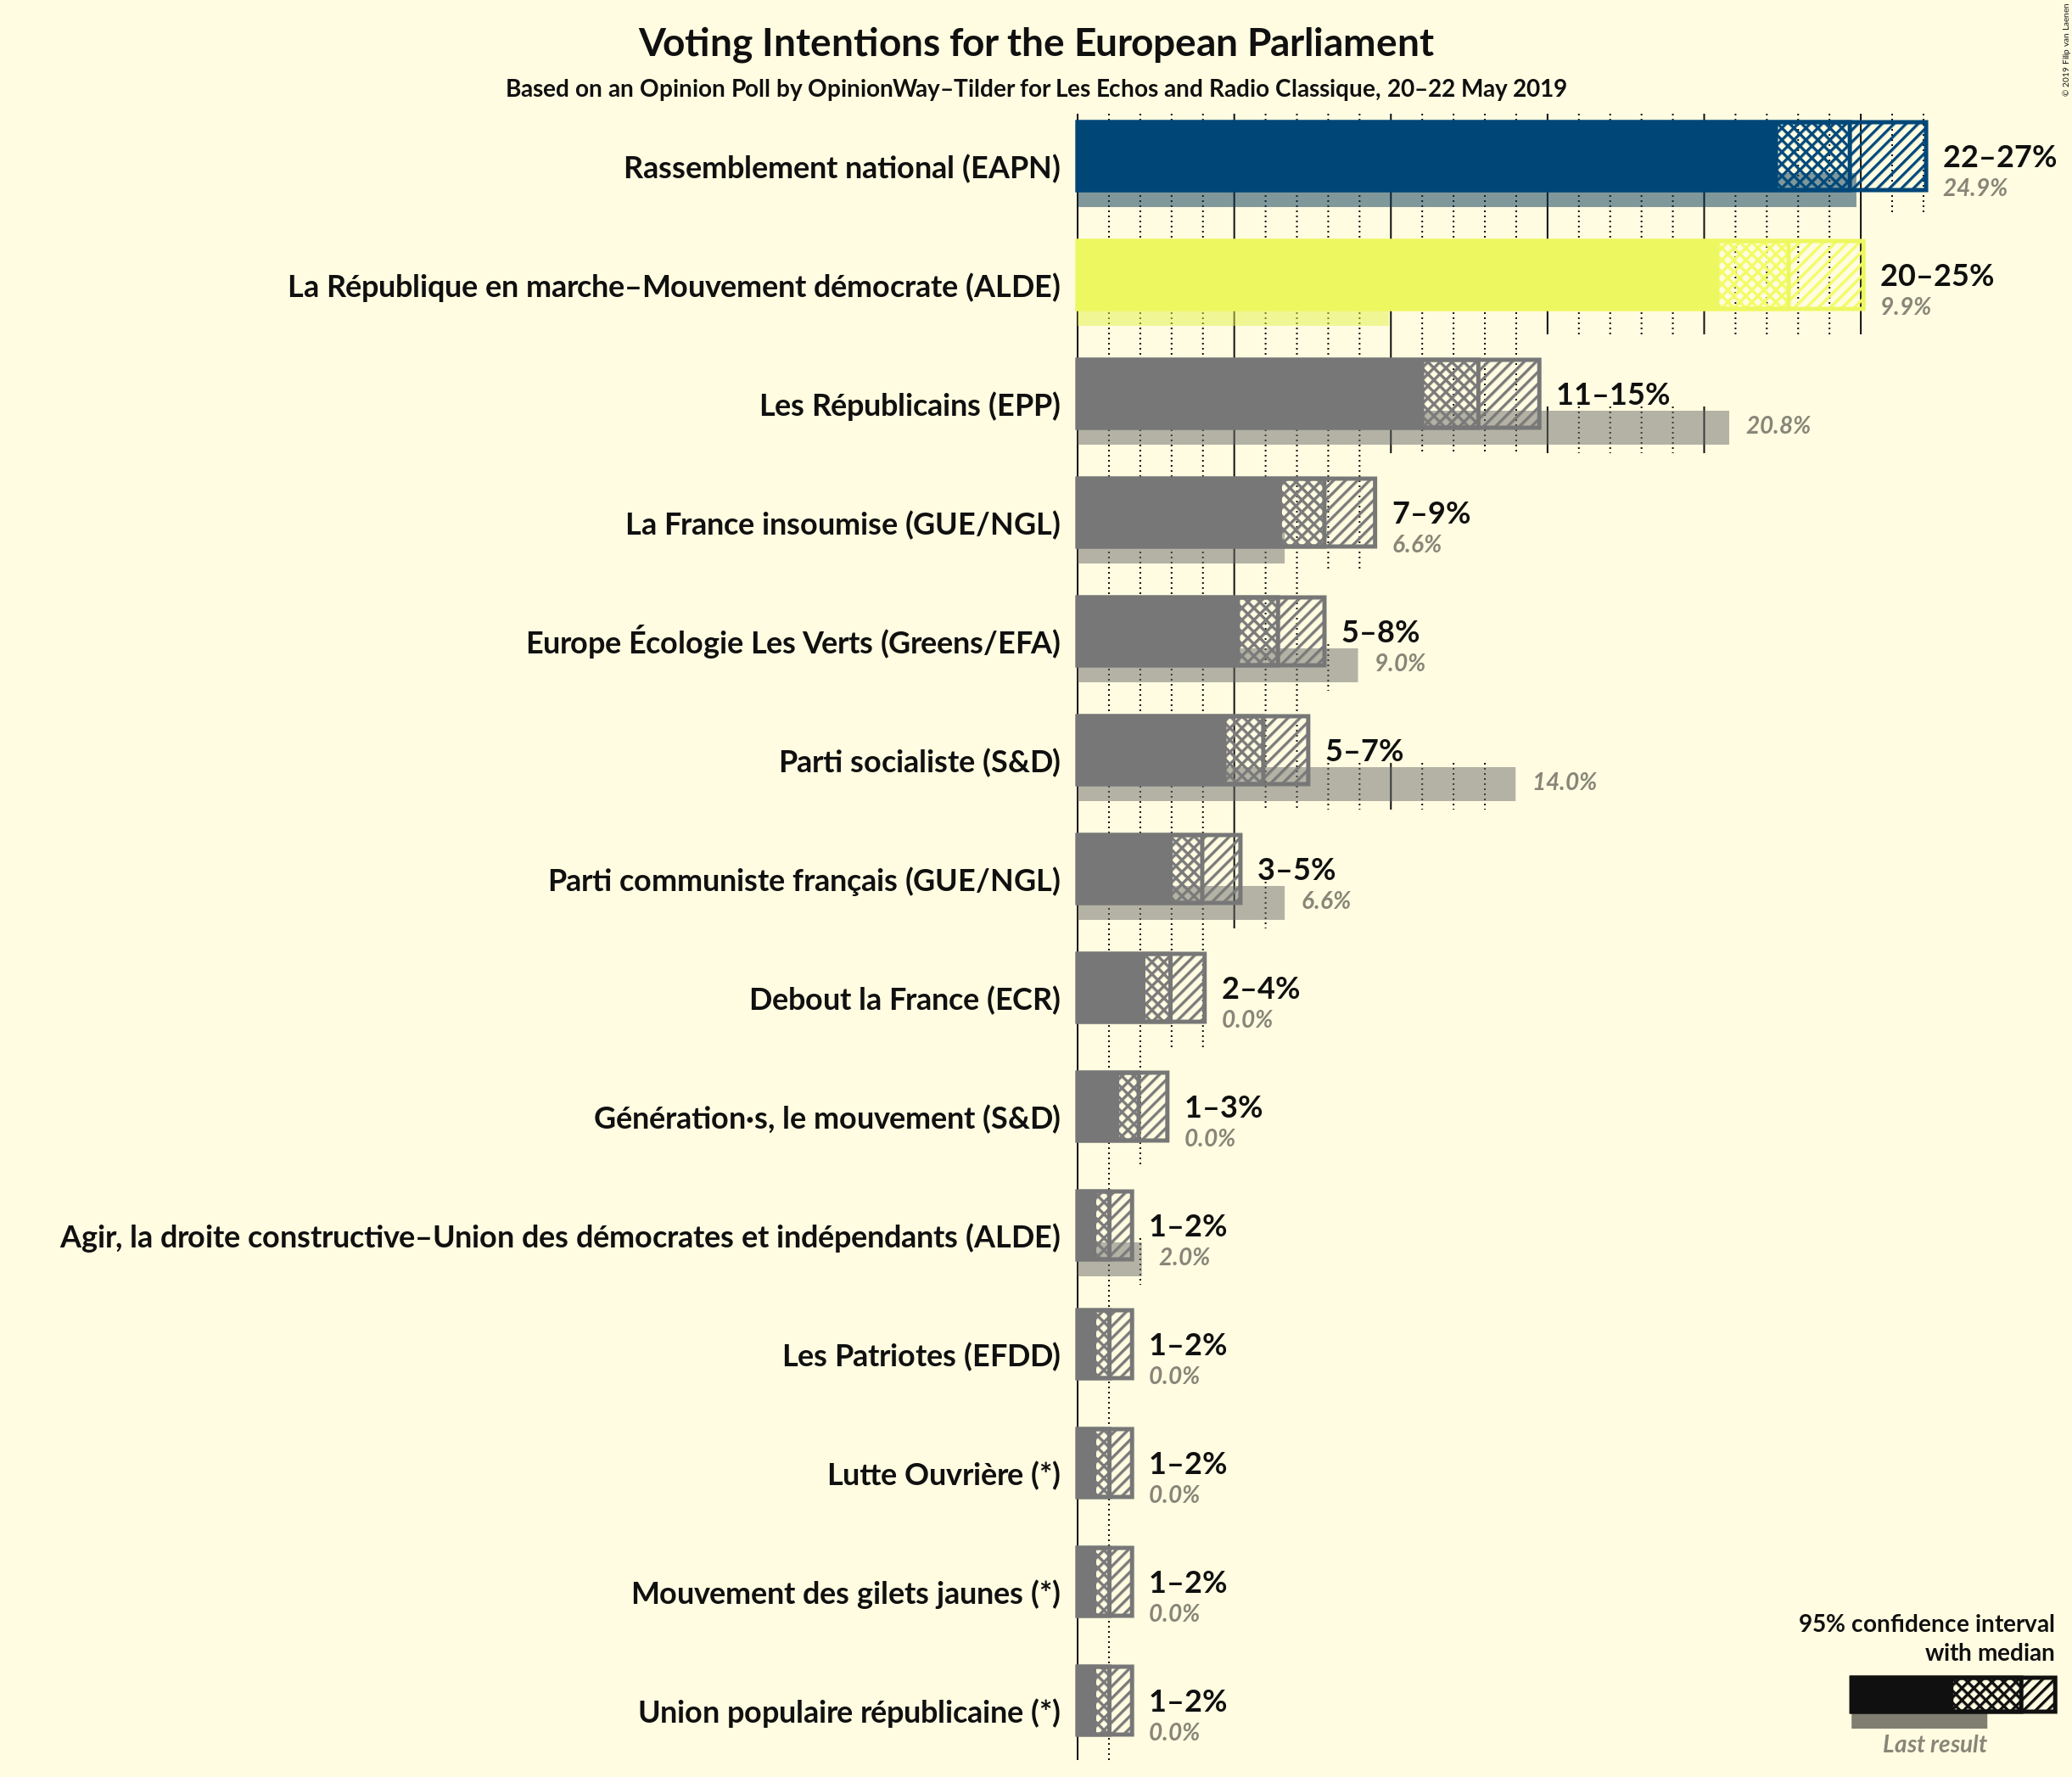 Voting Intentions for the European Parliament
Based on an Opinion Poll by OpinionWay–Tilder for Les Echos and Radio Classique, 20–22 May 2019
© 2019 Filip van Laenen
Rassemblement national (EAPN)
22–27%
24.9%
La République en marche–Mouvement démocrate (ALDE)
20–25%
9.9%
Les Républicains (EPP)
11–15%
20.8%
La France insoumise (GUE/NGL)
7–9%
6.6%
Europe Écologie Les Verts (Greens/EFA)
5–8%
9.0%
Parti socialiste (S&D)
5–7%
14.0%
Parti communiste français (GUE/NGL)
3–5%
6.6%
Debout la France (ECR)
2–4%
0.0%
Génération·s, le mouvement (S&D)
1–3%
0.0%
Agir, la droite constructive–Union des démocrates et indépendants (ALDE)
1–2%
2.0%
Les Patriotes (EFDD)
1–2%
0.0%
Lutte Ouvrière (*)
1–2%
0.0%
Mouvement des gilets jaunes (*)
1–2%
0.0%
Union populaire républicaine (*)
1–2%
0.0%
95% confidence interval
with median
Last result